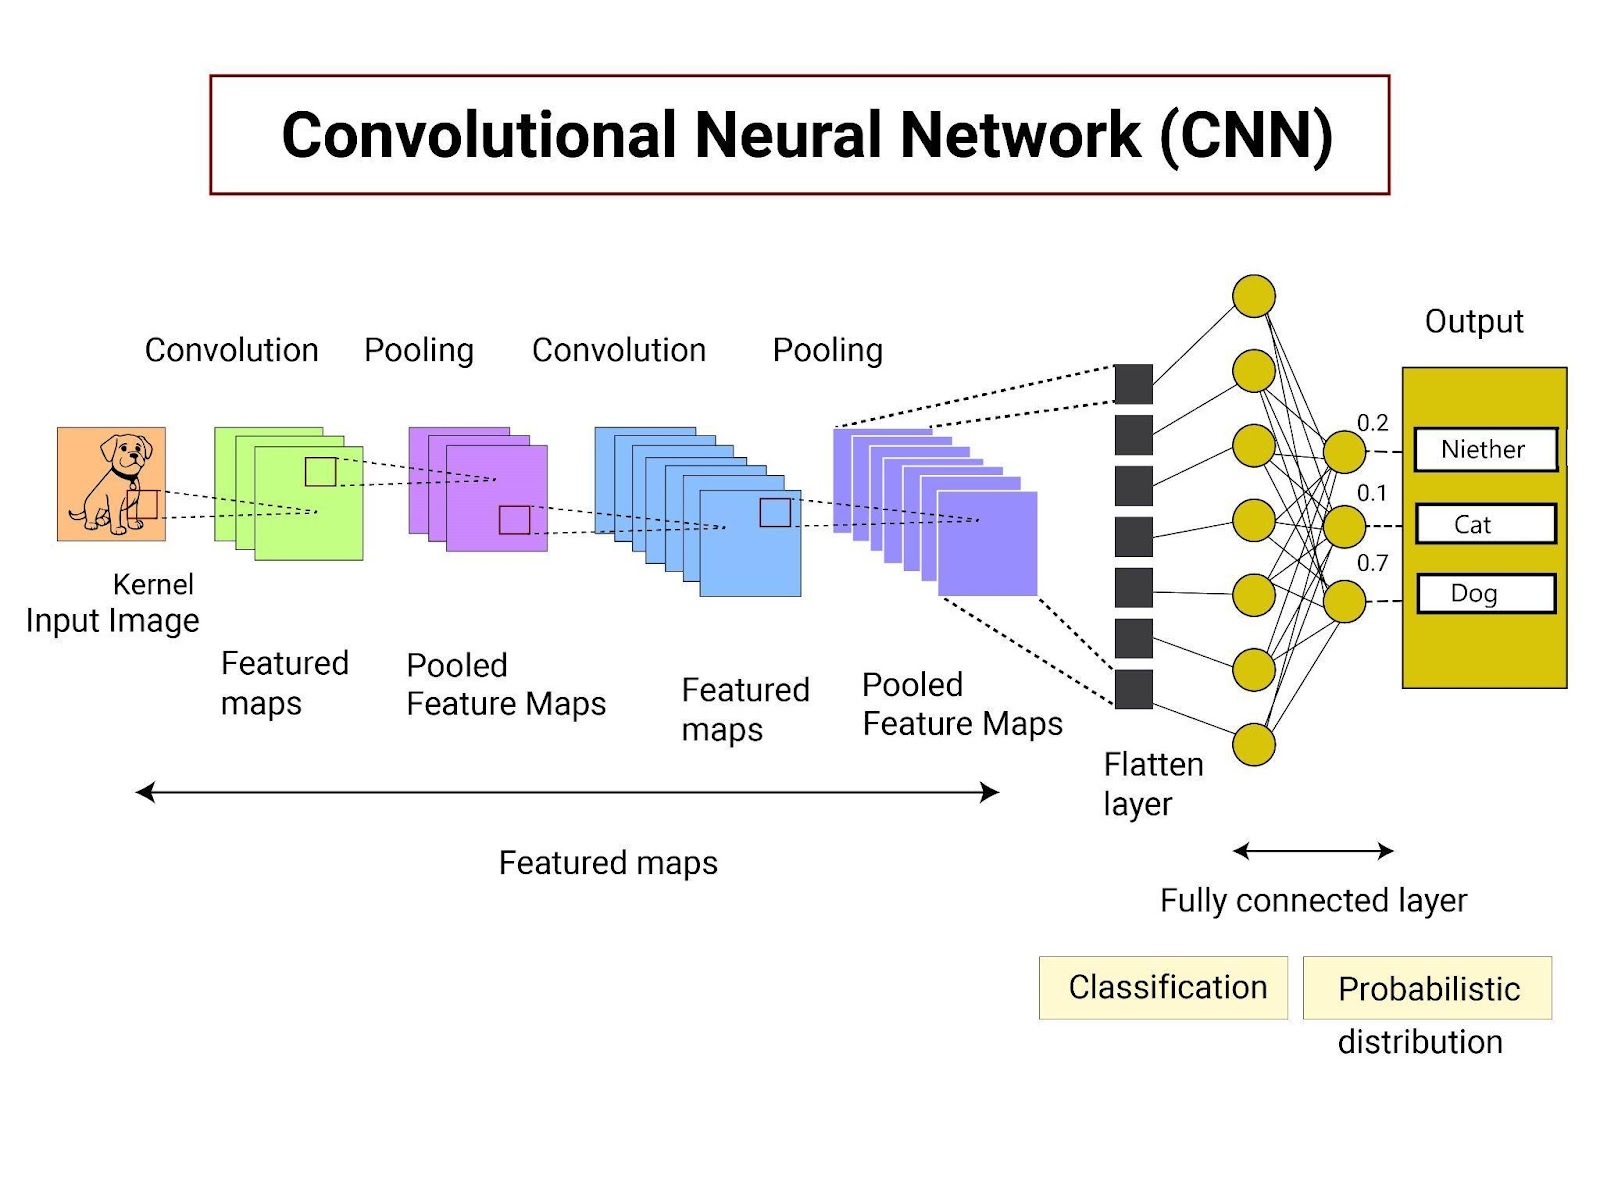 Convolutional Neural Network (CNN)
Convolution
Pooling
Convolution
Pooling
Output
0.2
Niether
0.1
Cat
0.7
Dog
Kernel
Input Image
Featured
maps
Pooled
Feature Maps
Featured
maps
Pooled
Feature Maps
Flatten
layer
Featured maps
Fully connected layer
Classification
Probabilistic
distribution